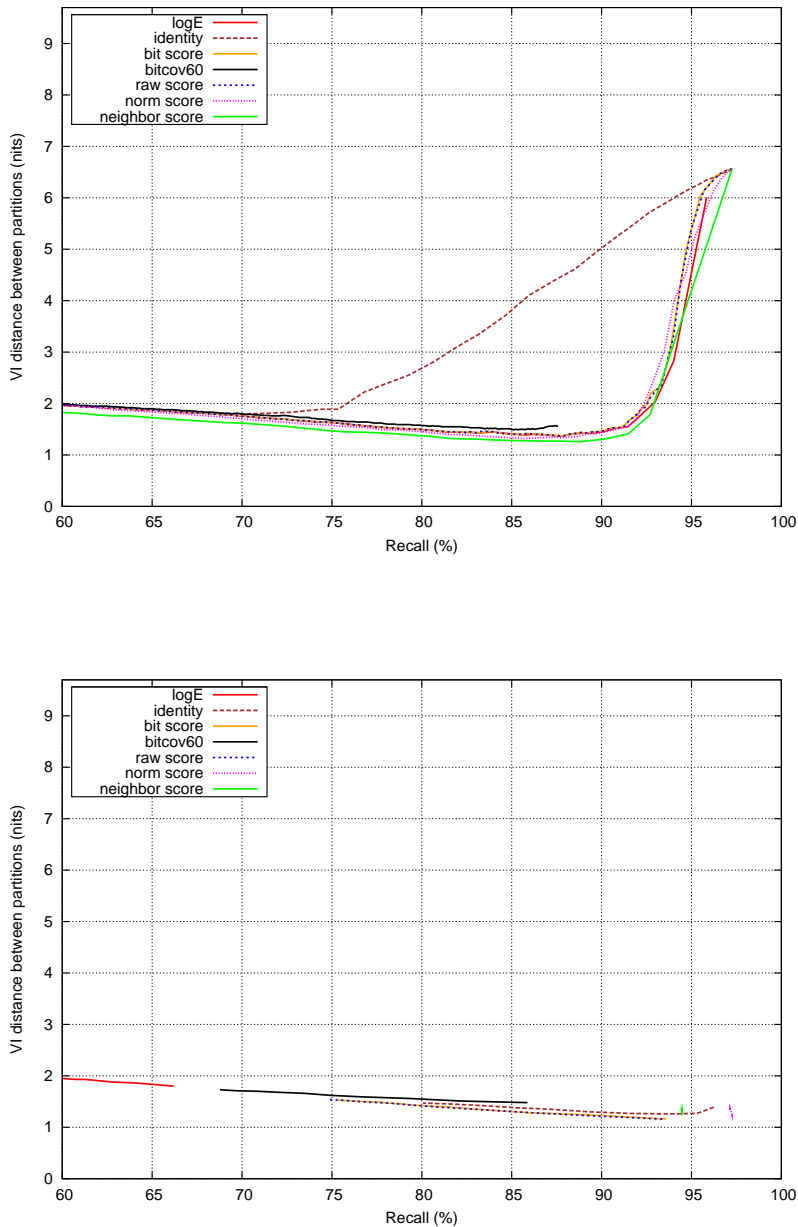 9
8
7
6
5
4
3
2
1
0
VI distance between partitions (nits)
logE
identity
bit score
bitcov60
raw score
norm score
neighbor score
60 65 70 75 80 85 90 95 100
Recall (%)
9
8
7
6
5
4
3
2
1
0
VI distance between partitions (nits)
logE
identity
bit score
bitcov60
raw score
norm score
neighbor score
60 65 70 75 80 85 90 95 100
Recall (%)